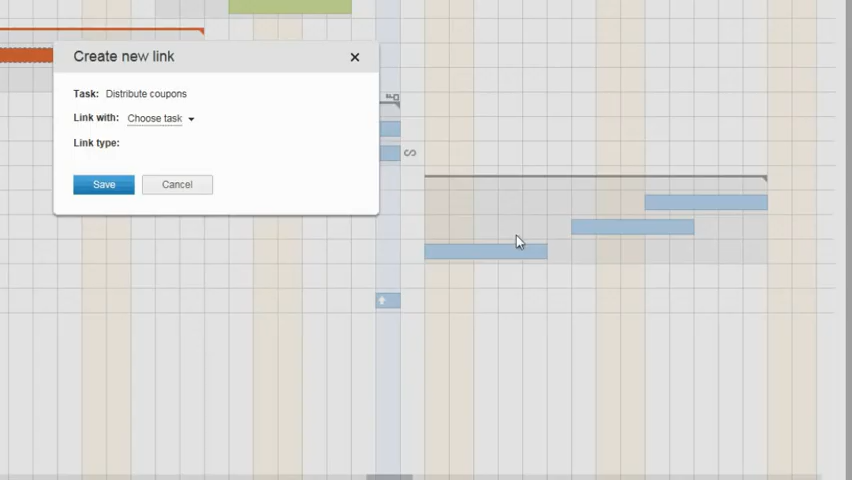 Create new link
Task: Distribute coupons
Link with: Choose task
Link type:
Save Cancel